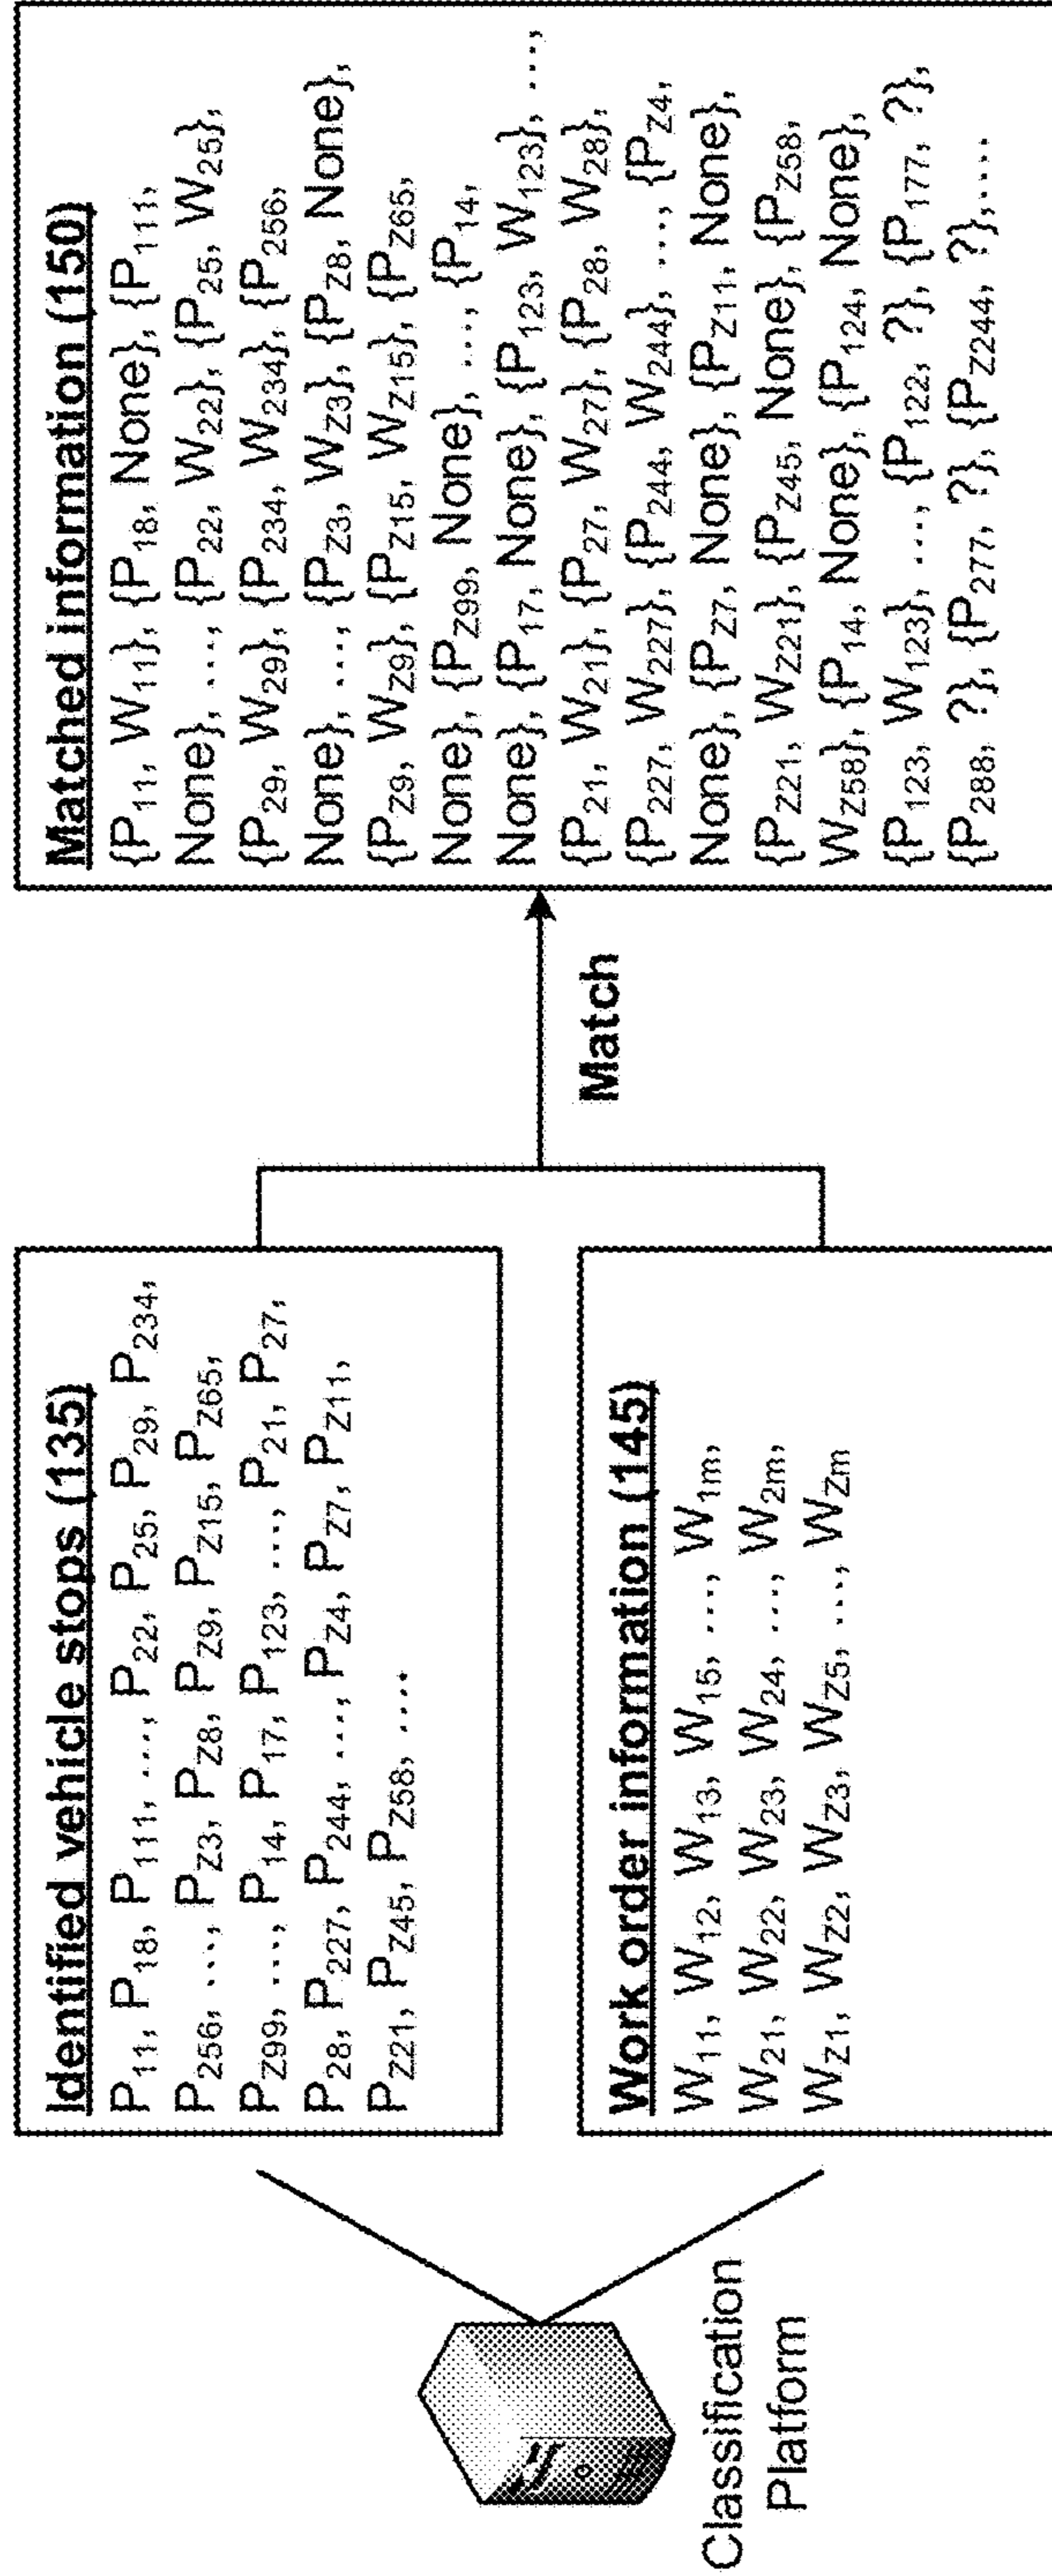 Classification
Platform
Identified vehicle stops (135)
P11, P18, P111, ..., P22, P25, P29, P234,
P256, ..., PZ3, PZ8, PZ9, PZ15, PZ65,
PZ99, ..., P14, P17, P123, ..., P21, P27,
P28, P227, P244, ..., PZ4, PZ7, PZ11,
PZ21, PZ45, PZ58, ....
Work order information (145)
W11, W12, W13, W15, ..., W1m,
W21, W22, W23, W24, ..., W2m,
WZ1, WZ2, WZ3, WZ5, ..., WZm
Match
Matched information (150)
{P11, W11}, {P18, None}, {P111,
None}, ..., {P22, W22}, {P25, W25},
{P29, W29}, {P234, W234}, {P256,
None}, ..., {PZ3, WZ3}, {PZ8, None},
{PZ9, WZ9}, {PZ15, WZ15}, {PZ65,
None}, {PZ99, None}, ..., {P14,
None}, {P17, None}, {P123, W123}, ...,
{P21, W21}, {P27, W27}, {P28, W28},
{P227, W227}, {P244, W244}, ..., {PZ4,
None}, {PZ7, None}, {PZ11, None},
{PZ21, WZ21}, {PZ45, None}, {PZ58,
WZ58}, {P14, None}, {P124, None},
{P123, W123}, ..., {P122, ?}, {P177, ?},
{P288, ?}, {P277, ?}, {PZ244, ?},....